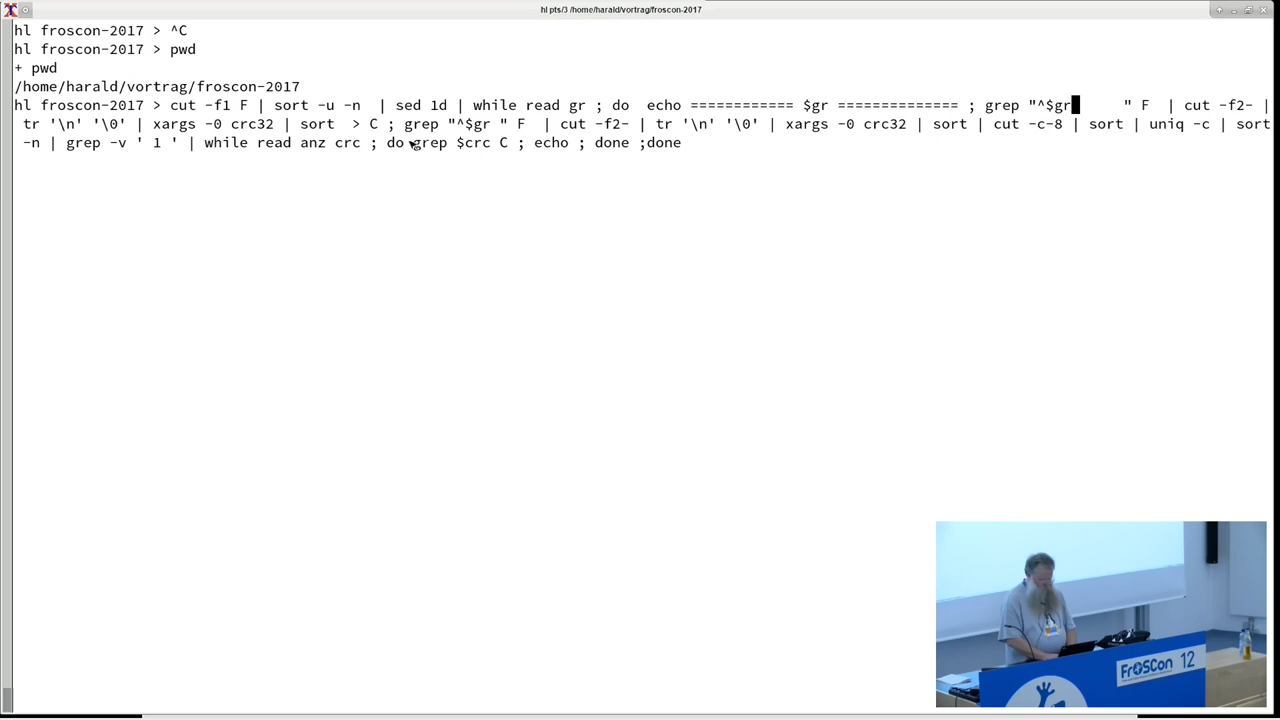 hl pts/3 /home/harald/vortrag/froscon-2017
hl froscon-2017 > ^C
hl froscon-2017 > pwd
+ pwd
/home/harald/vortrag/froscon-2017
hl froscon-2017 > cut -f1 F | sort -u -n  | sed 1d | while read gr ; do  echo ============ $gr ============== ; grep "^$gr      " F  | cut -f2- |
tr '\n' '\0' | xargs -0 crc32 | sort  > C ; grep "^$gr " F  | cut -f2- | tr '\n' '\0' | xargs -0 crc32 | sort | cut -c-8 | sort | uniq -c | sort
-n | grep -v ' 1 ' | while read anz crc ; do grep $crc C ; echo ; done ;done
FrOSCon 12